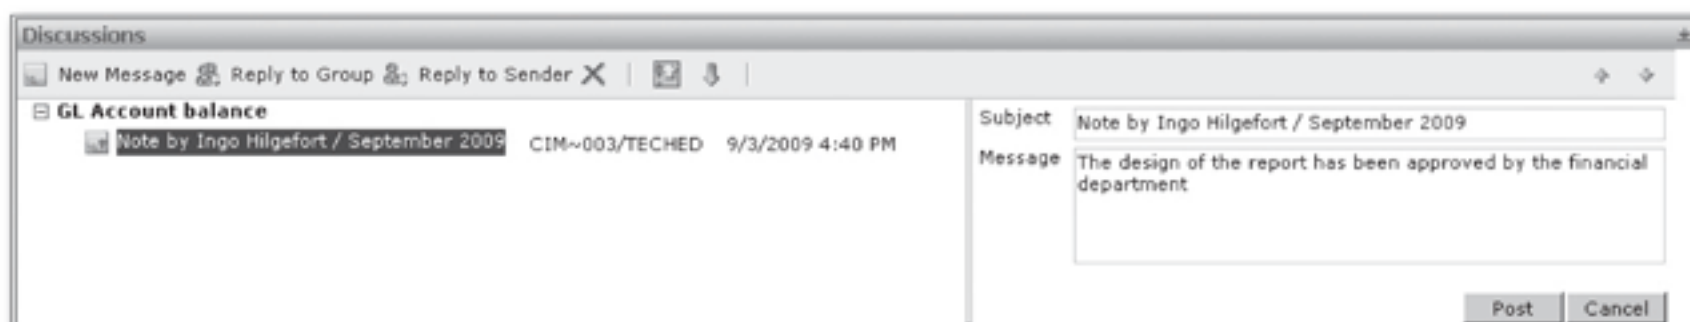 Discussions
New Message Reply to Group Reply to Sender
GL Account balance
Note by Ingo Hilgefort / September 2009 CIM~003/TECHED 9/3/2009 4:40 PM
Subject Note by Ingo Hilgefort / September 2009
Message The design of the report has been approved by the financial
department
Post Cancel